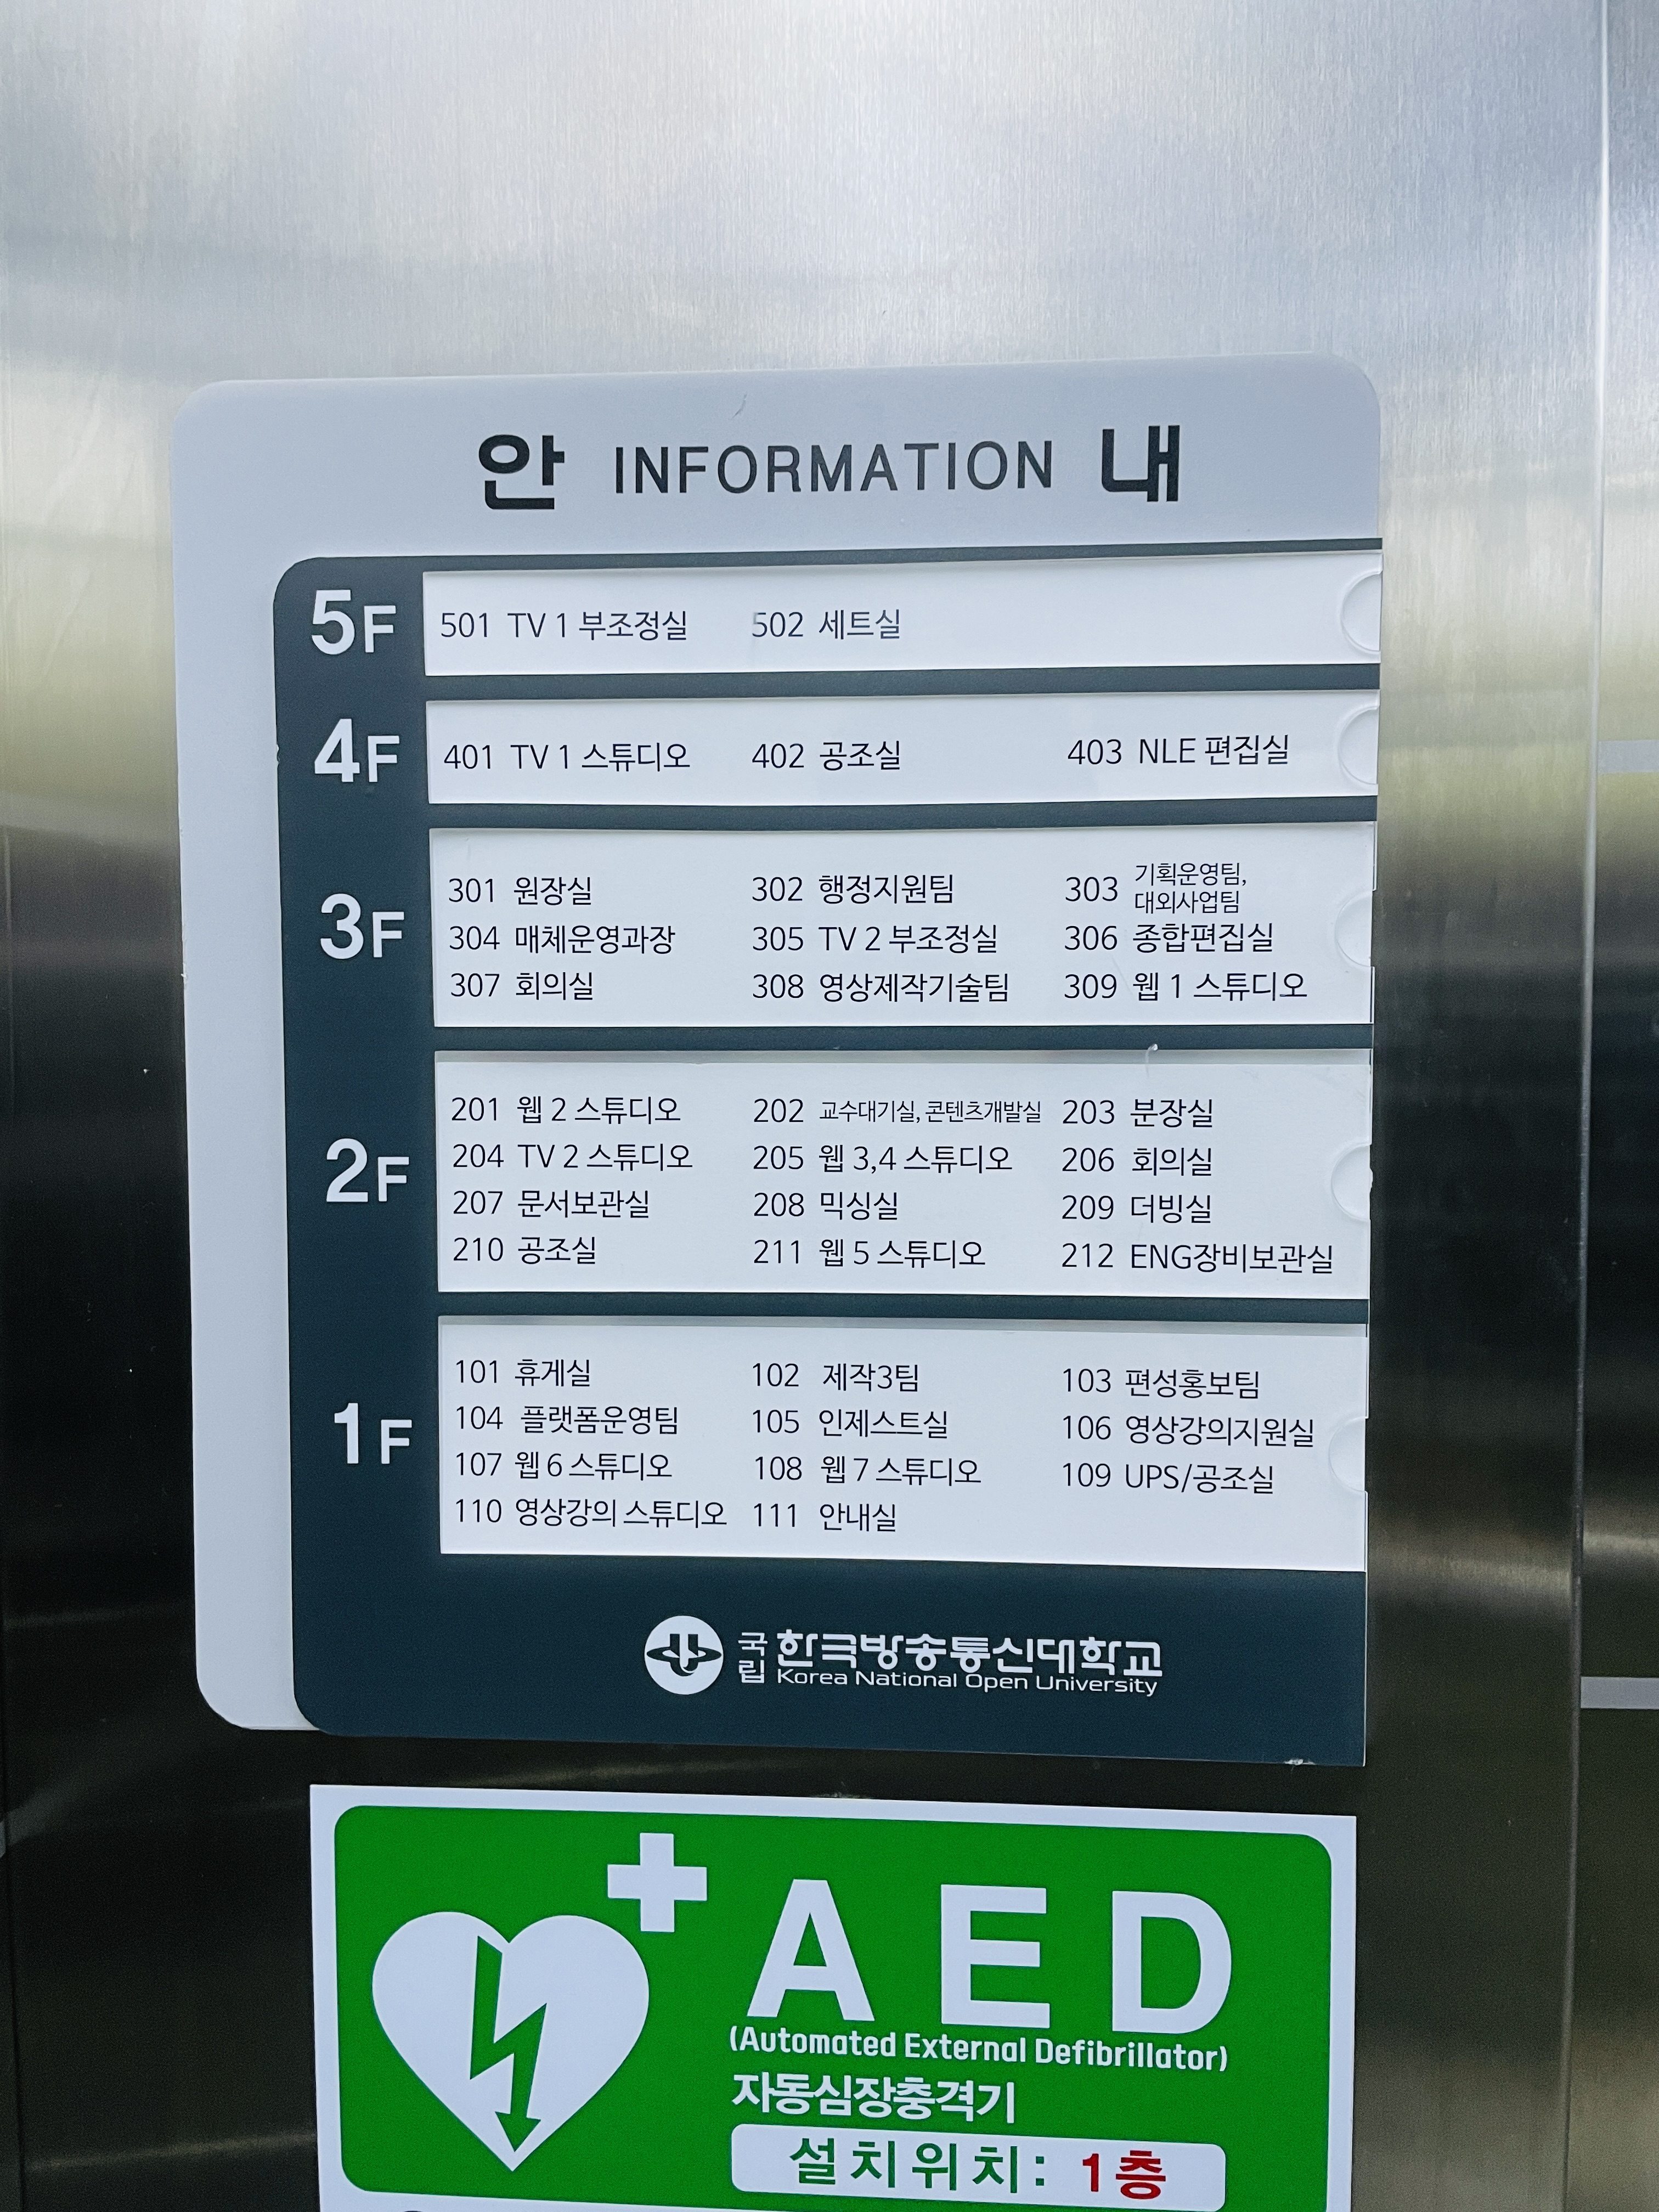 안 INFORMATION 내
5F
501 TV 1 부조정실 502 세트실
4F
401 TV 1 스튜디오 402 공조실 403 NLE 편집실
3F
301 원장실 302 행정지원팀 303 기획운영팀,
대외사업팀
304 매체운영과장 305 TV 2 부조정실 306 종합편집실
307 회의실 308 영상제작기술팀 309 웹 1 스튜디오
2F
201 웹 2 스튜디오 202 교수대기실, 콘텐츠개발실 203 분장실
204 TV 2 스튜디오 205 웹 3,4 스튜디오 206 회의실
207 문서보관실 208 믹싱실 209 더빙실
210 공조실 211 웹 5 스튜디오 212 ENG장비보관실
1F
101 휴게실 102 제작3팀 103 편성홍보팀
104 플랫폼운영팀 105 인제스트실 106 영상강의지원실
107 웹 6 스튜디오 108 웹 7 스튜디오 109 UPS/공조실
110 영상강의 스튜디오 111 안내실
국립 한국방송통신대학교
Korea National Open University
AED
(Automated External Defibrillator)
자동심장충격기
설치위치: 1층